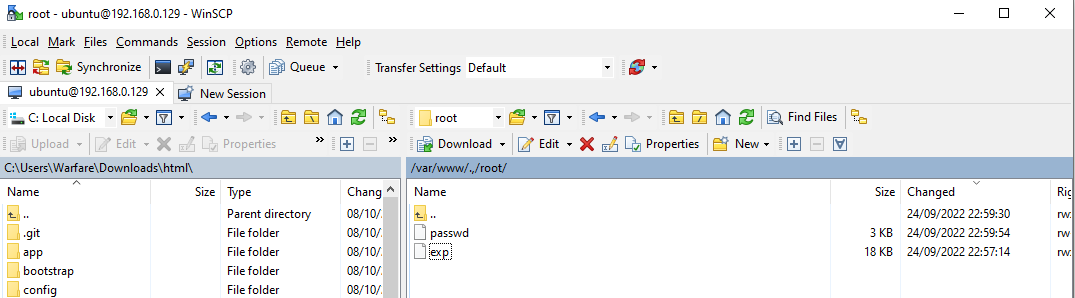 root - ubuntu@192.168.0.129 - WinSCP
Local Mark Files Commands Session Options Remote Help
Synchronize Queue Transfer Settings Default
ubuntu@192.168.0.129 × New Session
C: Local Disk root Find Files
Upload Edit Properties » » Download Edit Properties New
C:\Users\Warfare\Downloads\html\ /var/www/.,/root/
Name Size Type Chang Name Size Changed Rig
.. Parent directory 08/10/ .. 24/09/2022 22:59:30 rw
.git File folder 08/10/ passwd 3 KB 24/09/2022 22:59:54 rw
app File folder 08/10/ exp 18 KB 24/09/2022 22:57:14 rw
bootstrap File folder 08/10/
config File folder 08/10/